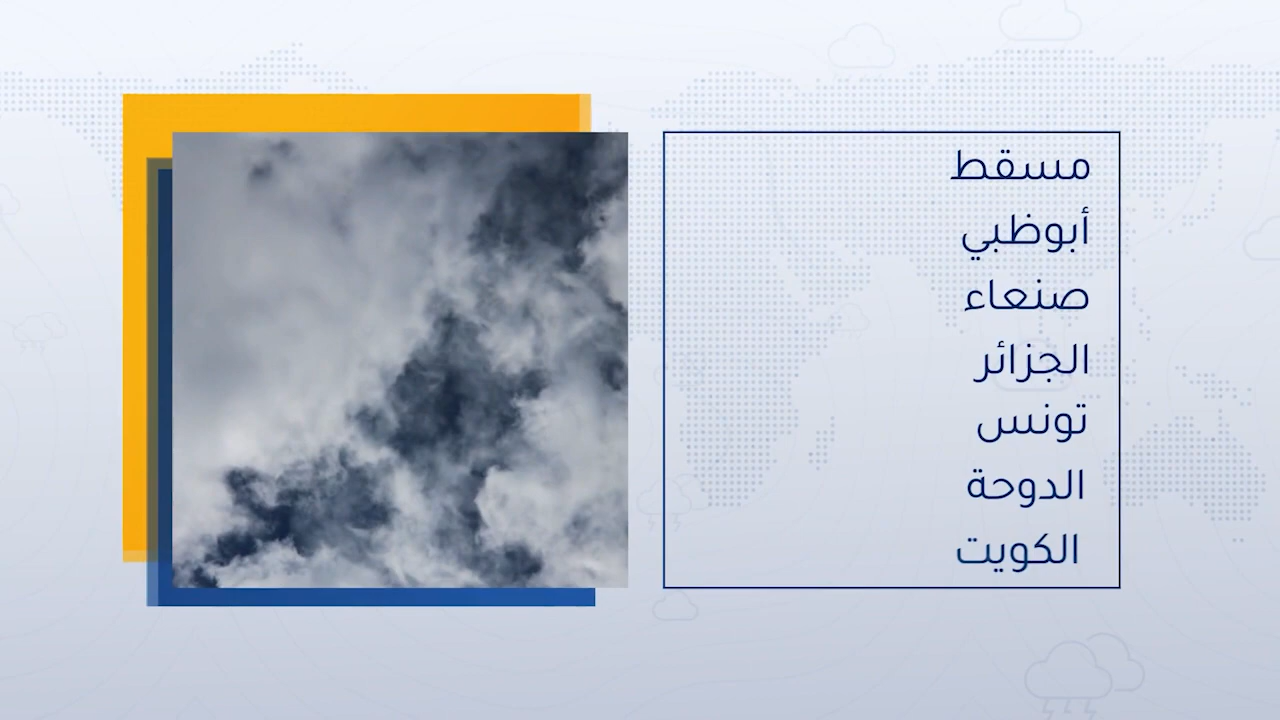 مسقط
أبوظبي
صنعاء
الجزائر
تونس
الدوحة
الكويت